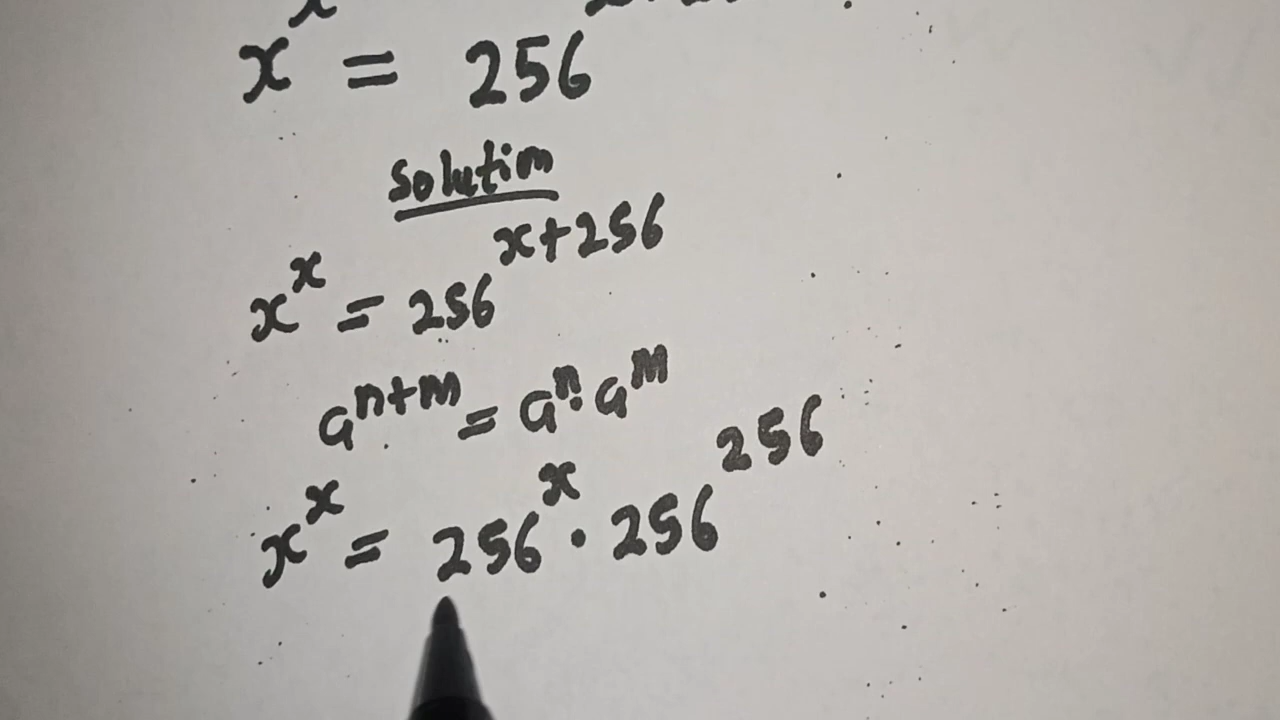 x^x = 256
Solution
x^x = 256^x+256
a^n+m = a^n . a^m
x^x = 256^x . 256^256